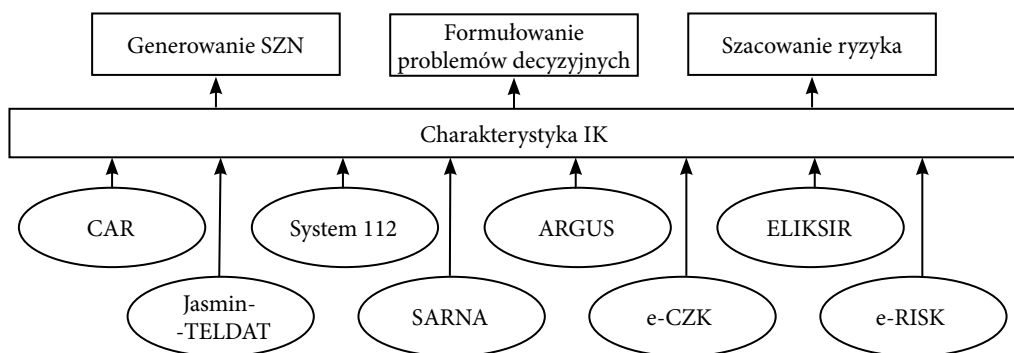 Generowanie SZN
Formułowanie
problemów decyzyjnych
Szacowanie ryzyka
Charakterystyka IK
CAR
System 112
ARGUS
ELIKSIR
Jasmin-
-TELDAT
SARNA
e-CZK
e-RISK